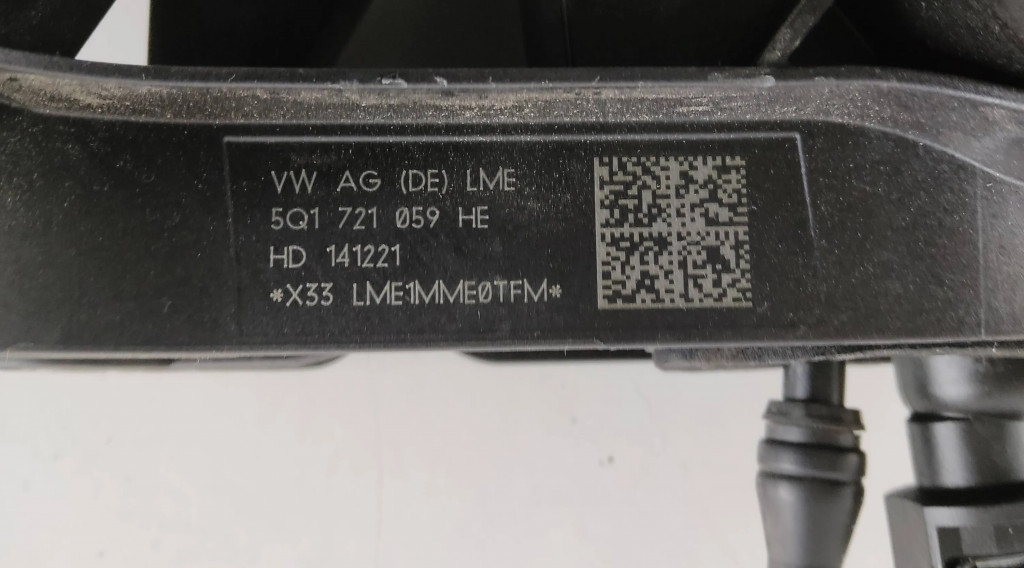 VW AG (DE) LME
5Q1 721 059 HE
HD 141221
*X33 LME1MME0TFM*